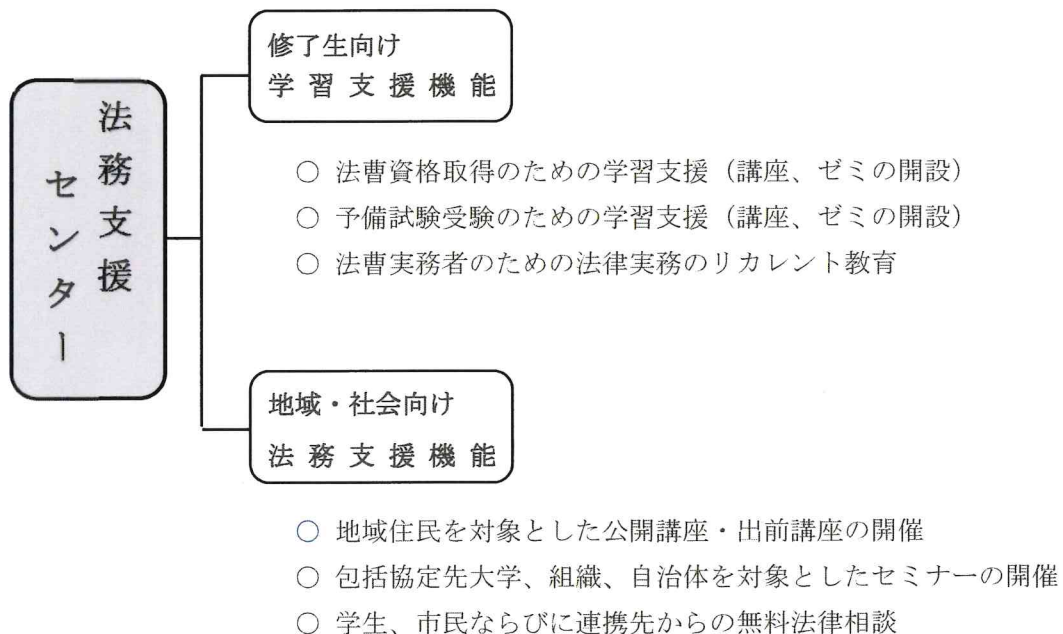 法務支援
センター
修了生向け
学習支援機能
○ 法曹資格取得のための学習支援（講座、ゼミの開設）
○ 予備試験受験のための学習支援（講座、ゼミの開設）
○ 法曹実務者のための法律実務のリカレント教育
地域・社会向け
法務支援機能
○ 地域住民を対象とした公開講座・出前講座の開催
○ 包括協定先大学、組織、自治体を対象としたセミナーの開催
○ 学生、市民ならびに連携先からの無料法律相談